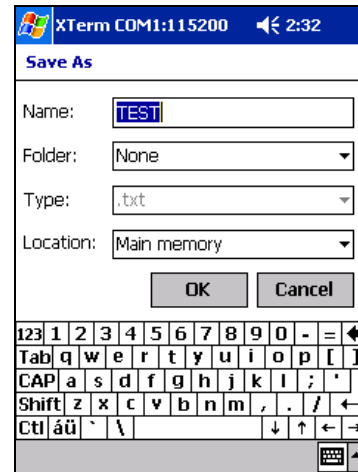 XTerm COM1:115200 2:32
Save As
Name: TEST
Folder: None
Type: .txt
Location: Main memory
OK Cancel
123 1 2 3 4 5 6 7 8 9 0 - =
Tab q w e r t y u i o p [ ]
CAP a s d f g h j k l ; '
Shift z x c v b n m , . / ←
Ctl áü ` \ ↓ ↑ ← →